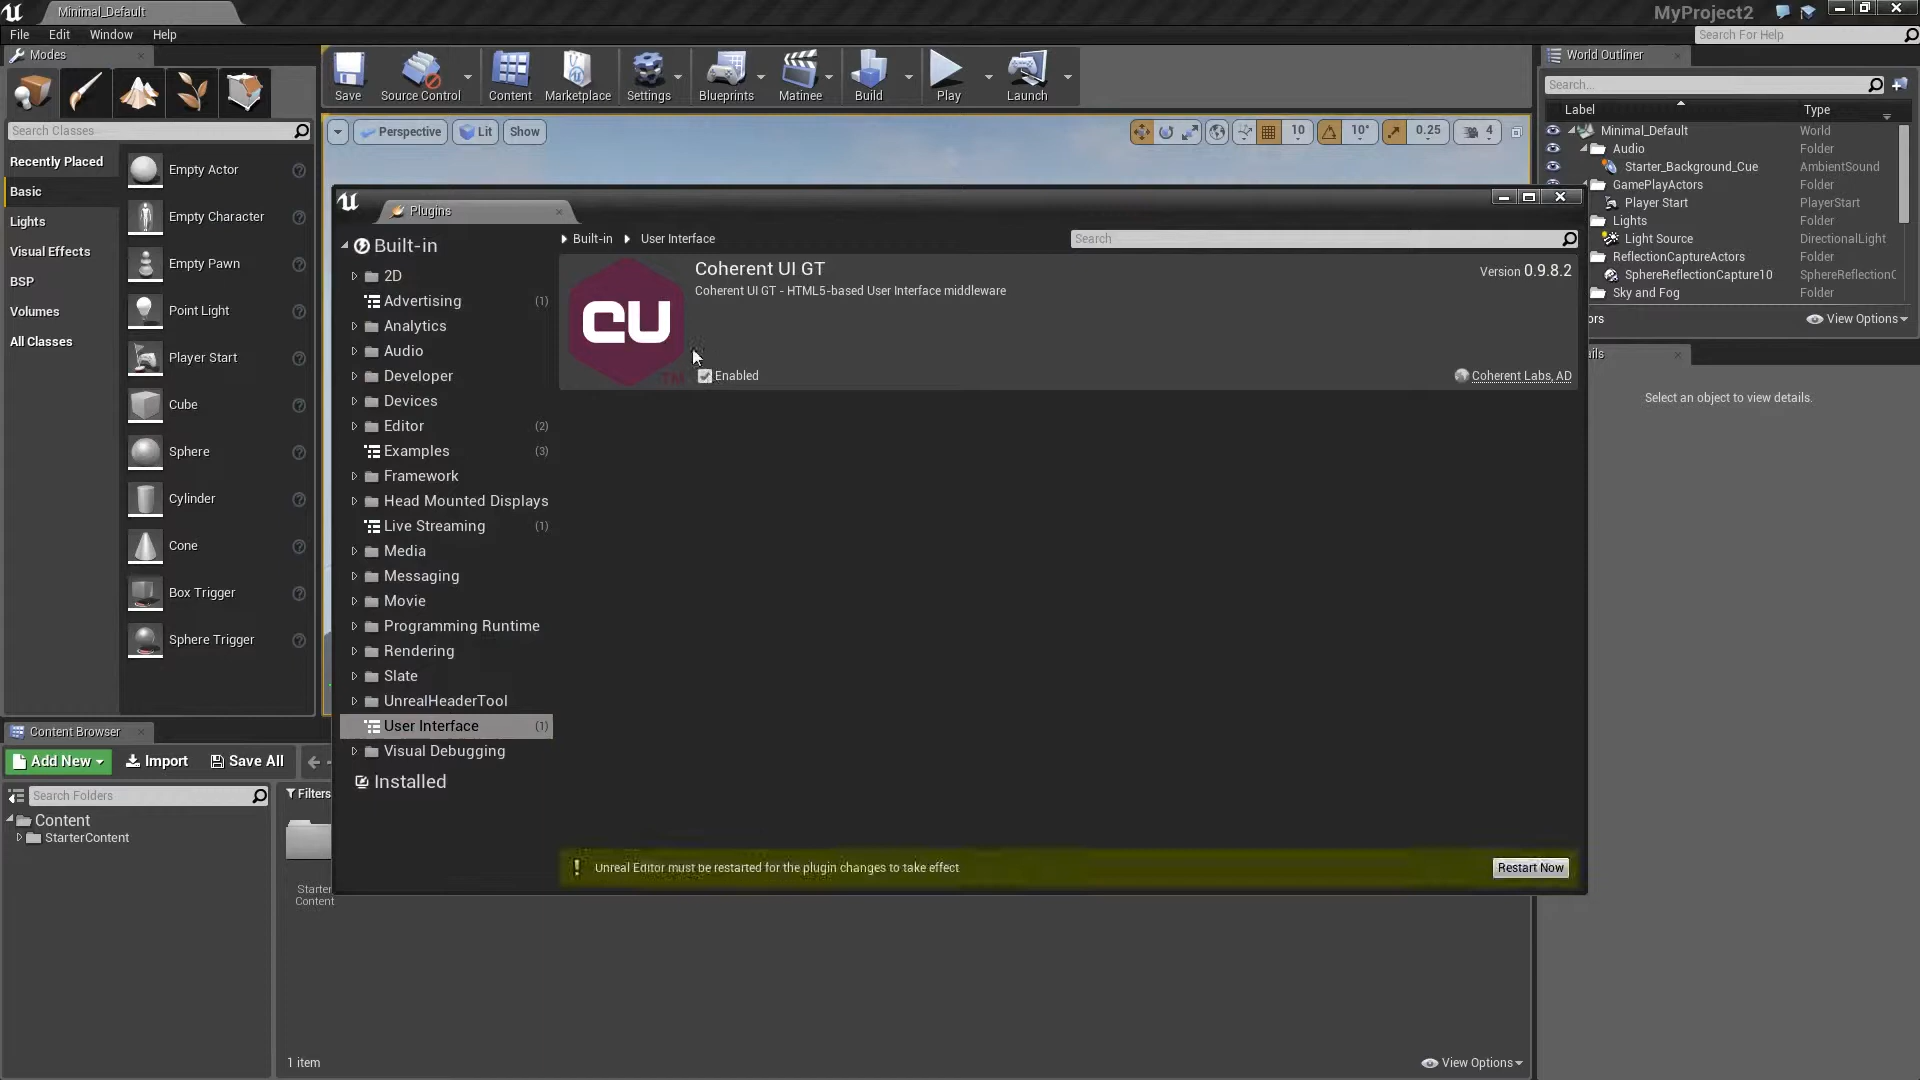 Minimal_Default
MyProject2
File Edit Window Help
Search For Help
Modes
Save
Source Control
Content
Marketplace
Settings
Blueprints
Matinee
Build
Play
Launch
World Outliner
Search...
Label
Type
Search Classes
Perspective
Lit
Show
10
10°
0.25
4
Minimal_Default World
Audio Folder
Starter_Background_Cue AmbientSound
GamePlayActors Folder
Player Start PlayerStart
Lights Folder
Light Source DirectionalLight
ReflectionCaptureActors Folder
SphereReflectionCapture10 SphereReflectionC
Sky and Fog Folder
ors
View Options
ails
Select an object to view details.
Recently Placed
Basic
Lights
Visual Effects
BSP
Volumes
All Classes
Empty Actor
Empty Character
Empty Pawn
Point Light
Player Start
Cube
Sphere
Cylinder
Cone
Box Trigger
Sphere Trigger
Plugins
Built-in
2D
Advertising (1)
Analytics
Audio
Developer
Devices
Editor (2)
Examples (3)
Framework
Head Mounted Displays
Live Streaming (1)
Media
Messaging
Movie
Programming Runtime
Rendering
Slate
UnrealHeaderTool
User Interface (1)
Visual Debugging
Installed
Built-in User Interface
Search
CU
TM
Coherent UI GT
Version 0.9.8.2
Coherent UI GT - HTML5-based User Interface middleware
Enabled
Coherent Labs, AD
Unreal Editor must be restarted for the plugin changes to take effect
Restart Now
Content Browser
Add New
Import
Save All
Search Folders
Filters
Content
StarterContent
Starter
Content
1 item
View Options